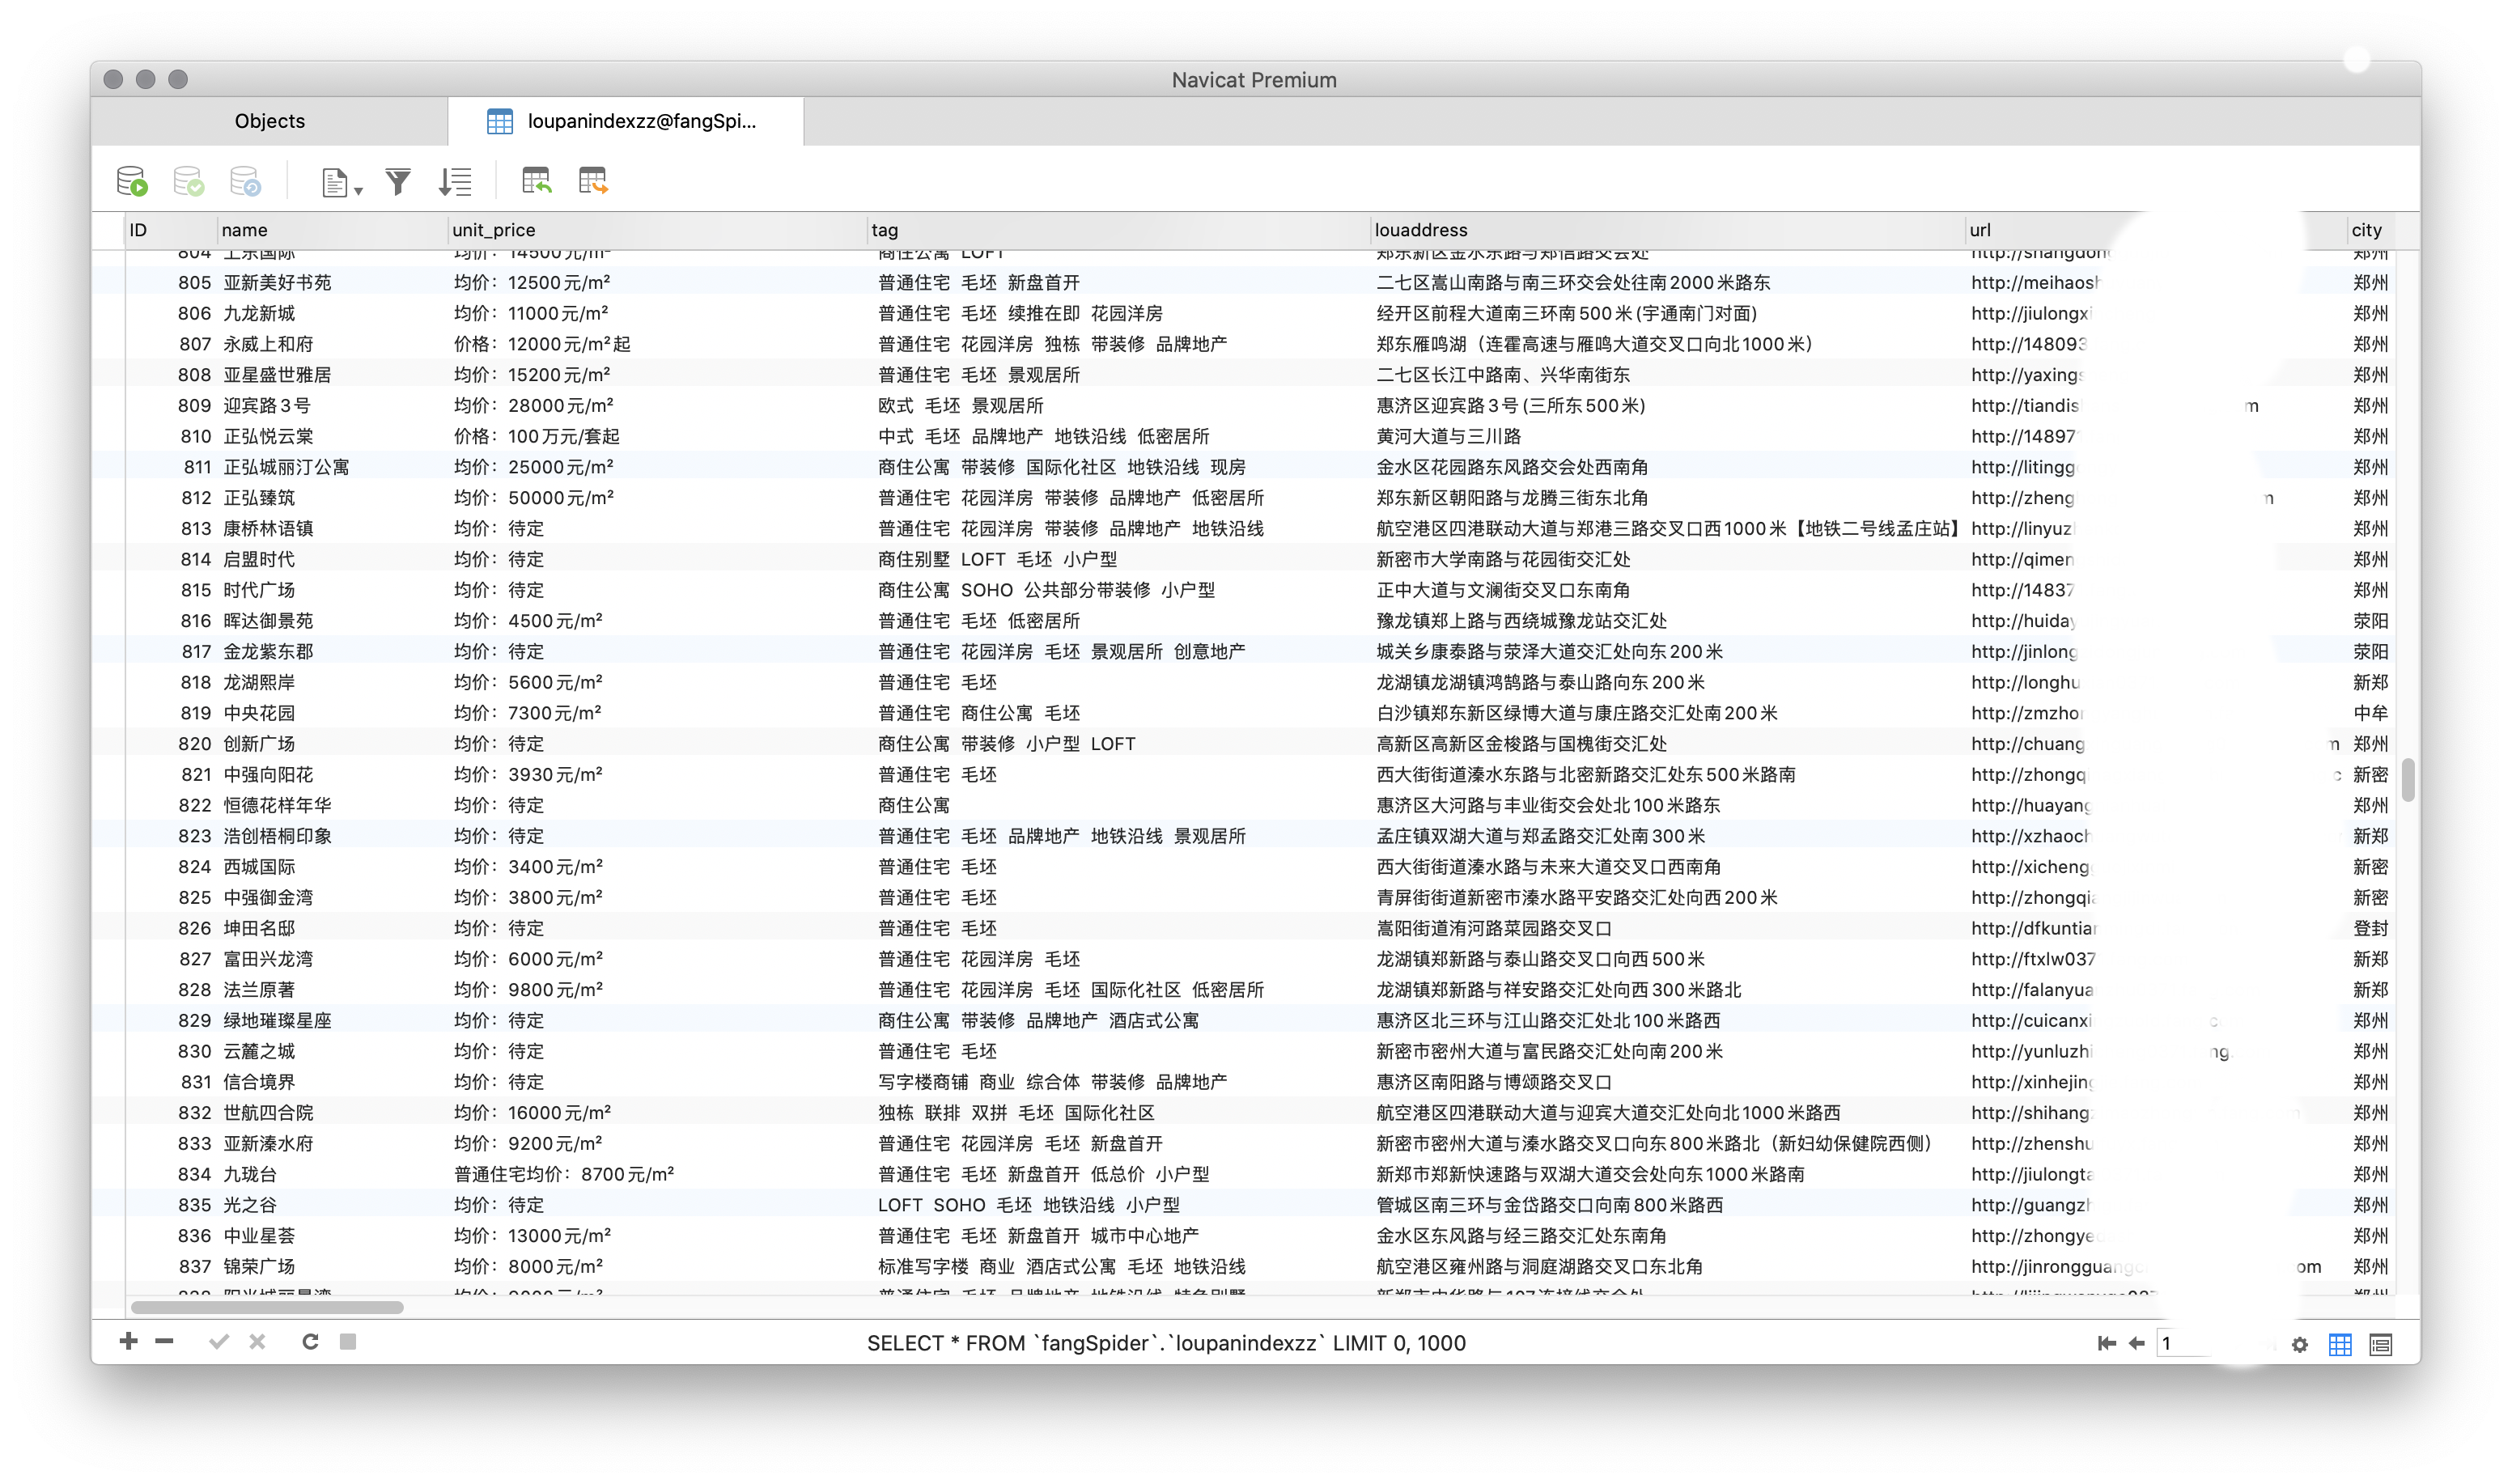 Navicat Premium
Objects loupanindexzz@fangSpi...
ID name unit_price tag louaddress url city
804 上东国际 均价：14500元/m² 商住公寓 LOFT 郑东新区金水东路与郑信路交会处 http://shangdong 郑州
805 亚新美好书苑 均价：12500元/m² 普通住宅 毛坯 新盘首开 二七区嵩山南路与南三环交会处往南2000米路东 http://meihaosh 郑州
806 九龙新城 均价：11000元/m² 普通住宅 毛坯 续推在即 花园洋房 经开区前程大道南三环南500米(宇通南门对面) http://jiulongxi 郑州
807 永威上和府 价格：12000元/m²起 普通住宅 花园洋房 独栋 带装修 品牌地产 郑东雁鸣湖（连霍高速与雁鸣大道交叉口向北1000米） http://148093 郑州
808 亚星盛世雅居 均价：15200元/m² 普通住宅 毛坯 景观居所 二七区长江中路南、兴华南街东 http://yaxings 郑州
809 迎宾路3号 均价：28000元/m² 欧式 毛坯 景观居所 惠济区迎宾路3号(三所东500米) http://tiandis m 郑州
810 正弘悦云棠 价格：100万元/套起 中式 毛坯 品牌地产 地铁沿线 低密居所 黄河大道与三川路 http://14897 郑州
811 正弘城丽汀公寓 均价：25000元/m² 商住公寓 带装修 国际化社区 地铁沿线 现房 金水区花园路东风路交会处西南角 http://litingg 郑州
812 正弘臻筑 均价：50000元/m² 普通住宅 花园洋房 带装修 品牌地产 低密居所 郑东新区朝阳路与龙腾三街东北角 http://zheng m 郑州
813 康桥林语镇 均价：待定 普通住宅 花园洋房 带装修 品牌地产 地铁沿线 航空港区四港联动大道与郑港三路交叉口西1000米【地铁二号线孟庄站】 http://linyuz 郑州
814 启盟时代 均价：待定 商住别墅 LOFT 毛坯 小户型 新密市大学南路与花园街交汇处 http://qimen 郑州
815 时代广场 均价：待定 商住公寓 SOHO 公共部分带装修 小户型 正中大道与文澜街交叉口东南角 http://14837 郑州
816 晖达御景苑 均价：4500元/m² 普通住宅 毛坯 低密居所 豫龙镇郑上路与西绕城豫龙站交汇处 http://huiday 荥阳
817 金龙紫东郡 均价：待定 普通住宅 花园洋房 毛坯 景观居所 创意地产 城关乡康泰路与荥泽大道交汇处向东200米 http://jinlong 荥阳
818 龙湖熙岸 均价：5600元/m² 普通住宅 毛坯 龙湖镇龙湖镇鸿鹄路与泰山路向东200米 http://longhu 新郑
819 中央花园 均价：7300元/m² 普通住宅 商住公寓 毛坯 白沙镇郑东新区绿博大道与康庄路交汇处南200米 http://zmzhon 中牟
820 创新广场 均价：待定 商住公寓 带装修 小户型 LOFT 高新区高新区金梭路与国槐街交汇处 http://chuang m 郑州
821 中强向阳花 均价：3930元/m² 普通住宅 毛坯 西大街街道溱水东路与北密新路交汇处东500米路南 http://zhongq c 新密
822 恒德花样年华 均价：待定 商住公寓 惠济区大河路与丰业街交会处北100米路东 http://huayang 郑州
823 浩创梧桐印象 均价：待定 普通住宅 毛坯 品牌地产 地铁沿线 景观居所 孟庄镇双湖大道与郑孟路交汇处南300米 http://xzhaoch 新郑
824 西城国际 均价：3400元/m² 普通住宅 毛坯 西大街街道溱水路与未来大道交叉口西南角 http://xicheng 新密
825 中强御金湾 均价：3800元/m² 普通住宅 毛坯 青屏街街道新密市溱水路平安路交汇处向西200米 http://zhongqia 新密
826 坤田名邸 均价：待定 普通住宅 毛坯 嵩阳街道洧河路菜园路交叉口 http://dfkuntian 登封
827 富田兴龙湾 均价：6000元/m² 普通住宅 花园洋房 毛坯 龙湖镇郑新路与泰山路交叉口向西500米 http://ftxlw037 新郑
828 法兰原著 均价：9800元/m² 普通住宅 花园洋房 毛坯 国际化社区 低密居所 龙湖镇郑新路与祥安路交汇处向西300米路北 http://falanyua 新郑
829 绿地璀璨星座 均价：待定 商住公寓 带装修 品牌地产 酒店式公寓 惠济区北三环与江山路交汇处北100米路西 http://cuicanxi c 郑州
830 云麓之城 均价：待定 普通住宅 毛坯 新密市密州大道与富民路交汇处向南200米 http://yunluzhi ng. 郑州
831 信合境界 均价：待定 写字楼商铺 商业 综合体 带装修 品牌地产 惠济区南阳路与博颂路交叉口 http://xinhejing 郑州
832 世航四合院 均价：16000元/m² 独栋 联排 双拼 毛坯 国际化社区 航空港区四港联动大道与迎宾大道交汇处向北1000米路西 http://shihang 郑州
833 亚新溱水府 均价：9200元/m² 普通住宅 花园洋房 毛坯 新盘首开 新密市密州大道与溱水路交叉口向东800米路北（新妇幼保健院西侧） http://zhenshu 郑州
834 九珑台 普通住宅均价：8700元/m² 普通住宅 毛坯 新盘首开 低总价 小户型 新郑市郑新快速路与双湖大道交会处向东1000米路南 http://jiulongta 郑州
835 光之谷 均价：待定 LOFT SOHO 毛坯 地铁沿线 小户型 管城区南三环与金岱路交口向南800米路西 http://guangzh 郑州
836 中业星荟 均价：13000元/m² 普通住宅 毛坯 新盘首开 城市中心地产 金水区东风路与经三路交汇处东南角 http://zhongye 郑州
837 锦荣广场 均价：8000元/m² 标准写字楼 商业 酒店式公寓 毛坯 地铁沿线 航空港区雍州路与洞庭湖路交叉口东北角 http://jinrongguangc om 郑州
SELECT * FROM `fangSpider`.`loupanindexzz` LIMIT 0, 1000
1